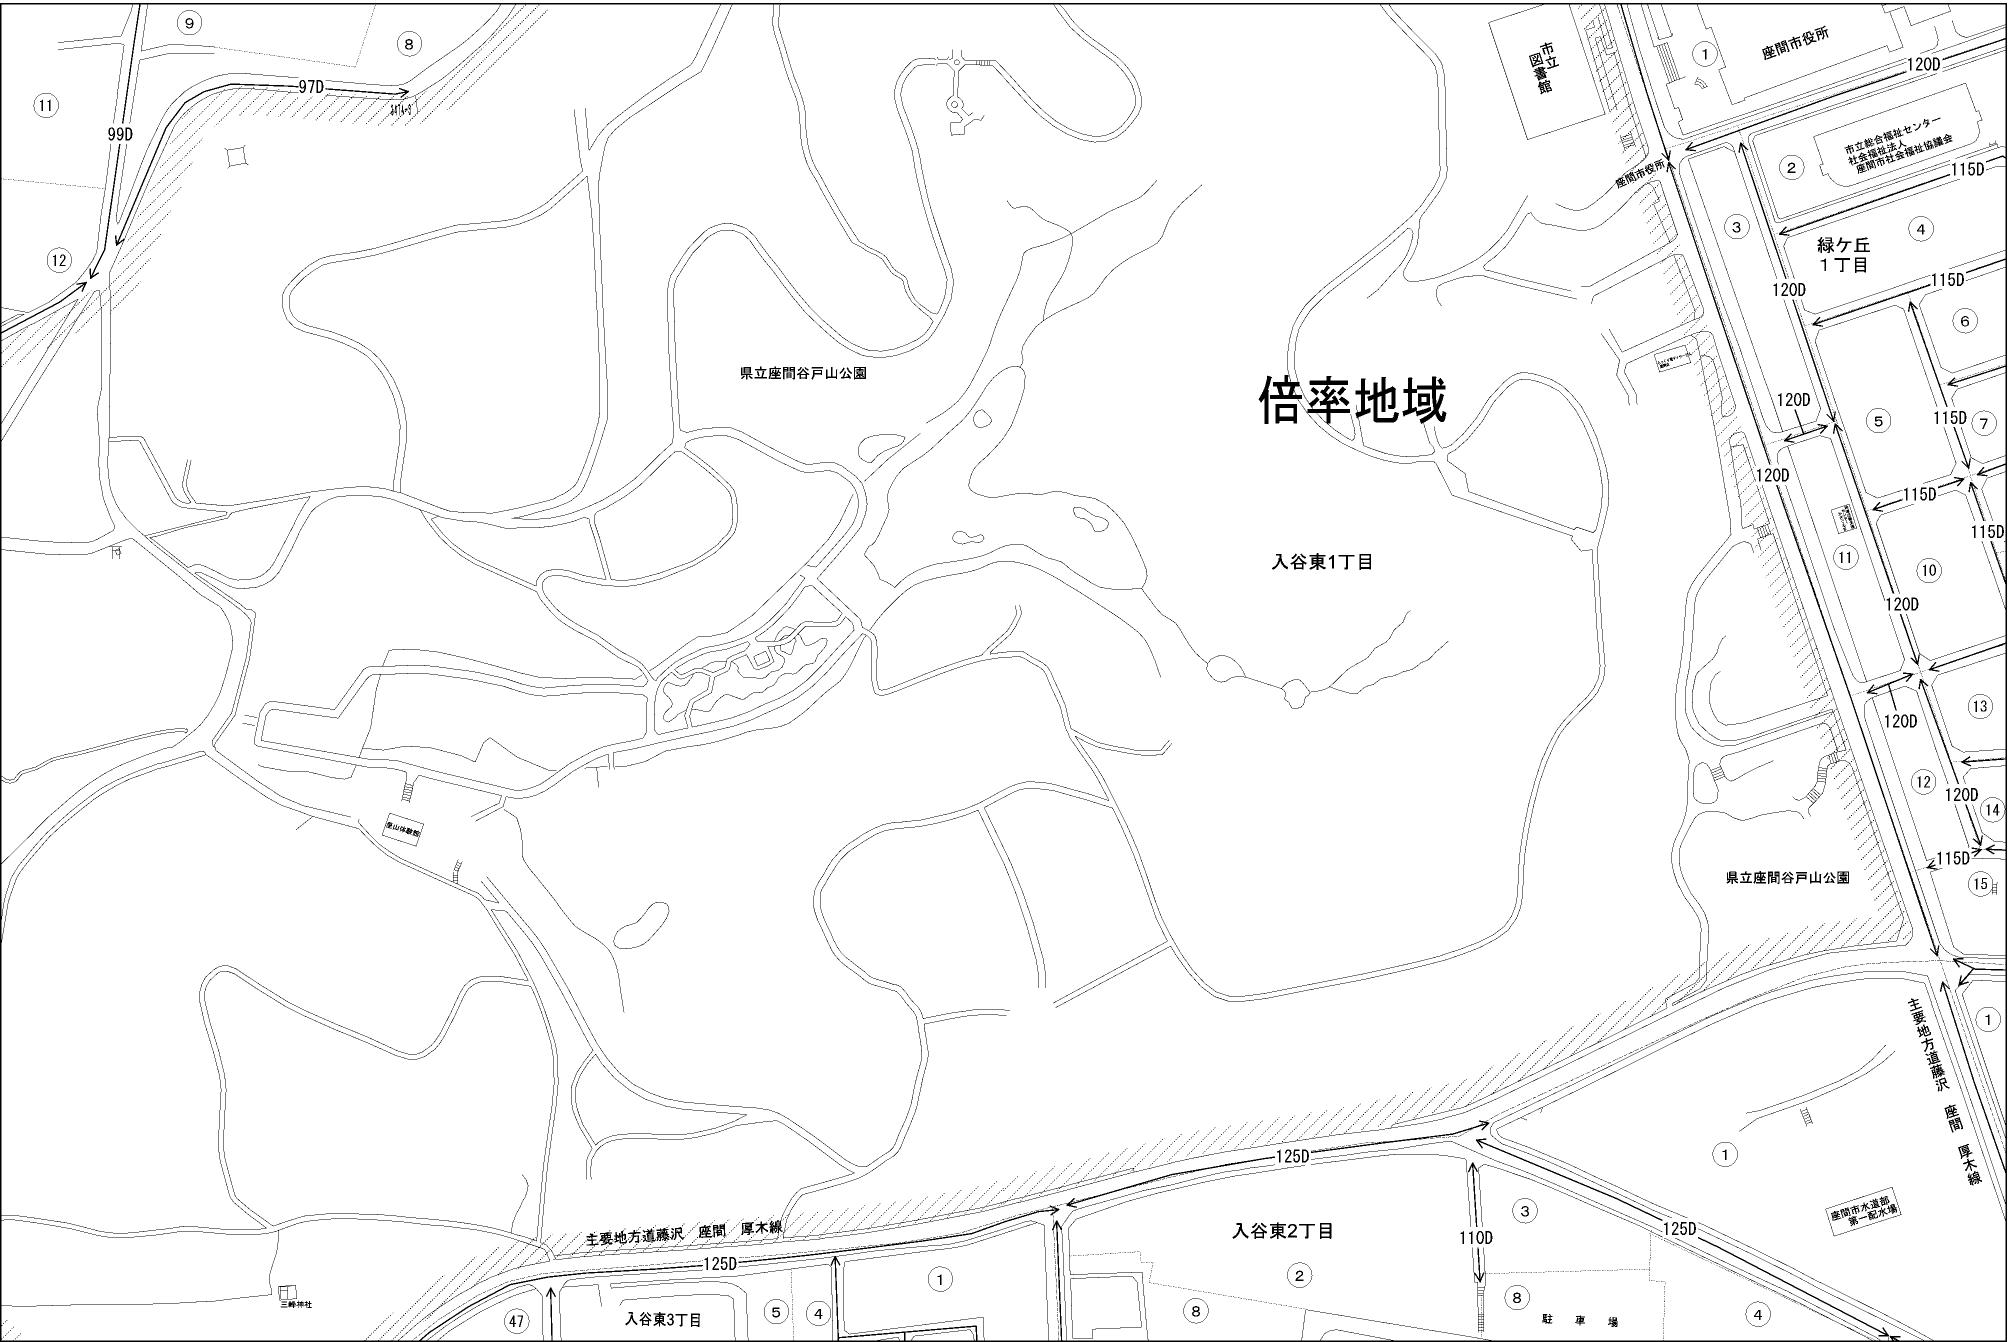 9
8
市立
図書館
1
座間市役所
120D
97D
11
99D
市立総合福祉センター
社会福祉法人
座間市社会福祉協議会
2
115D
座間市役所
3
4
緑ケ丘
1丁目
12
115D
120D
6
県立座間谷戸山公園
倍率地域
120D
115D
7
5
120D
115D
115D
入谷東1丁目
11
10
120D
13
120D
12
120D
14
里山体験館
115D
県立座間谷戸山公園
15
主要地方道藤沢 座間 厚木線
1
125D
1
座間市水道部
第一配水場
3
主要地方道藤沢 座間 厚木線
入谷東2丁目
110D
125D
125D
1
2
三峰神社
47
入谷東3丁目
5
4
8
8
駐車場
4